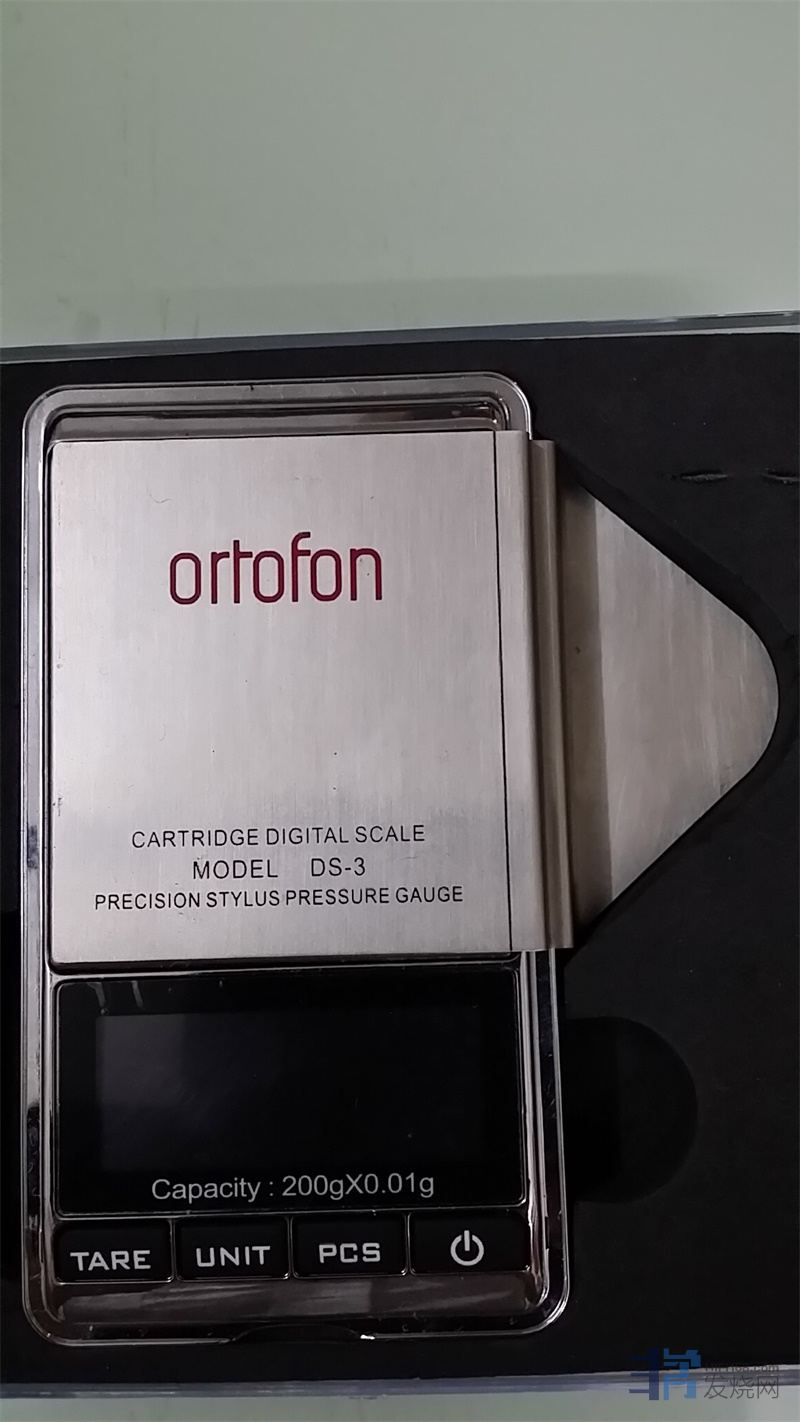 ortofon
CARTRIDGE DIGITAL SCALE
MODEL DS-3
PRECISION STYLUS PRESSURE GAUGE
Capacity : 200gX0.01g
TARE UNIT PCS
发烧网